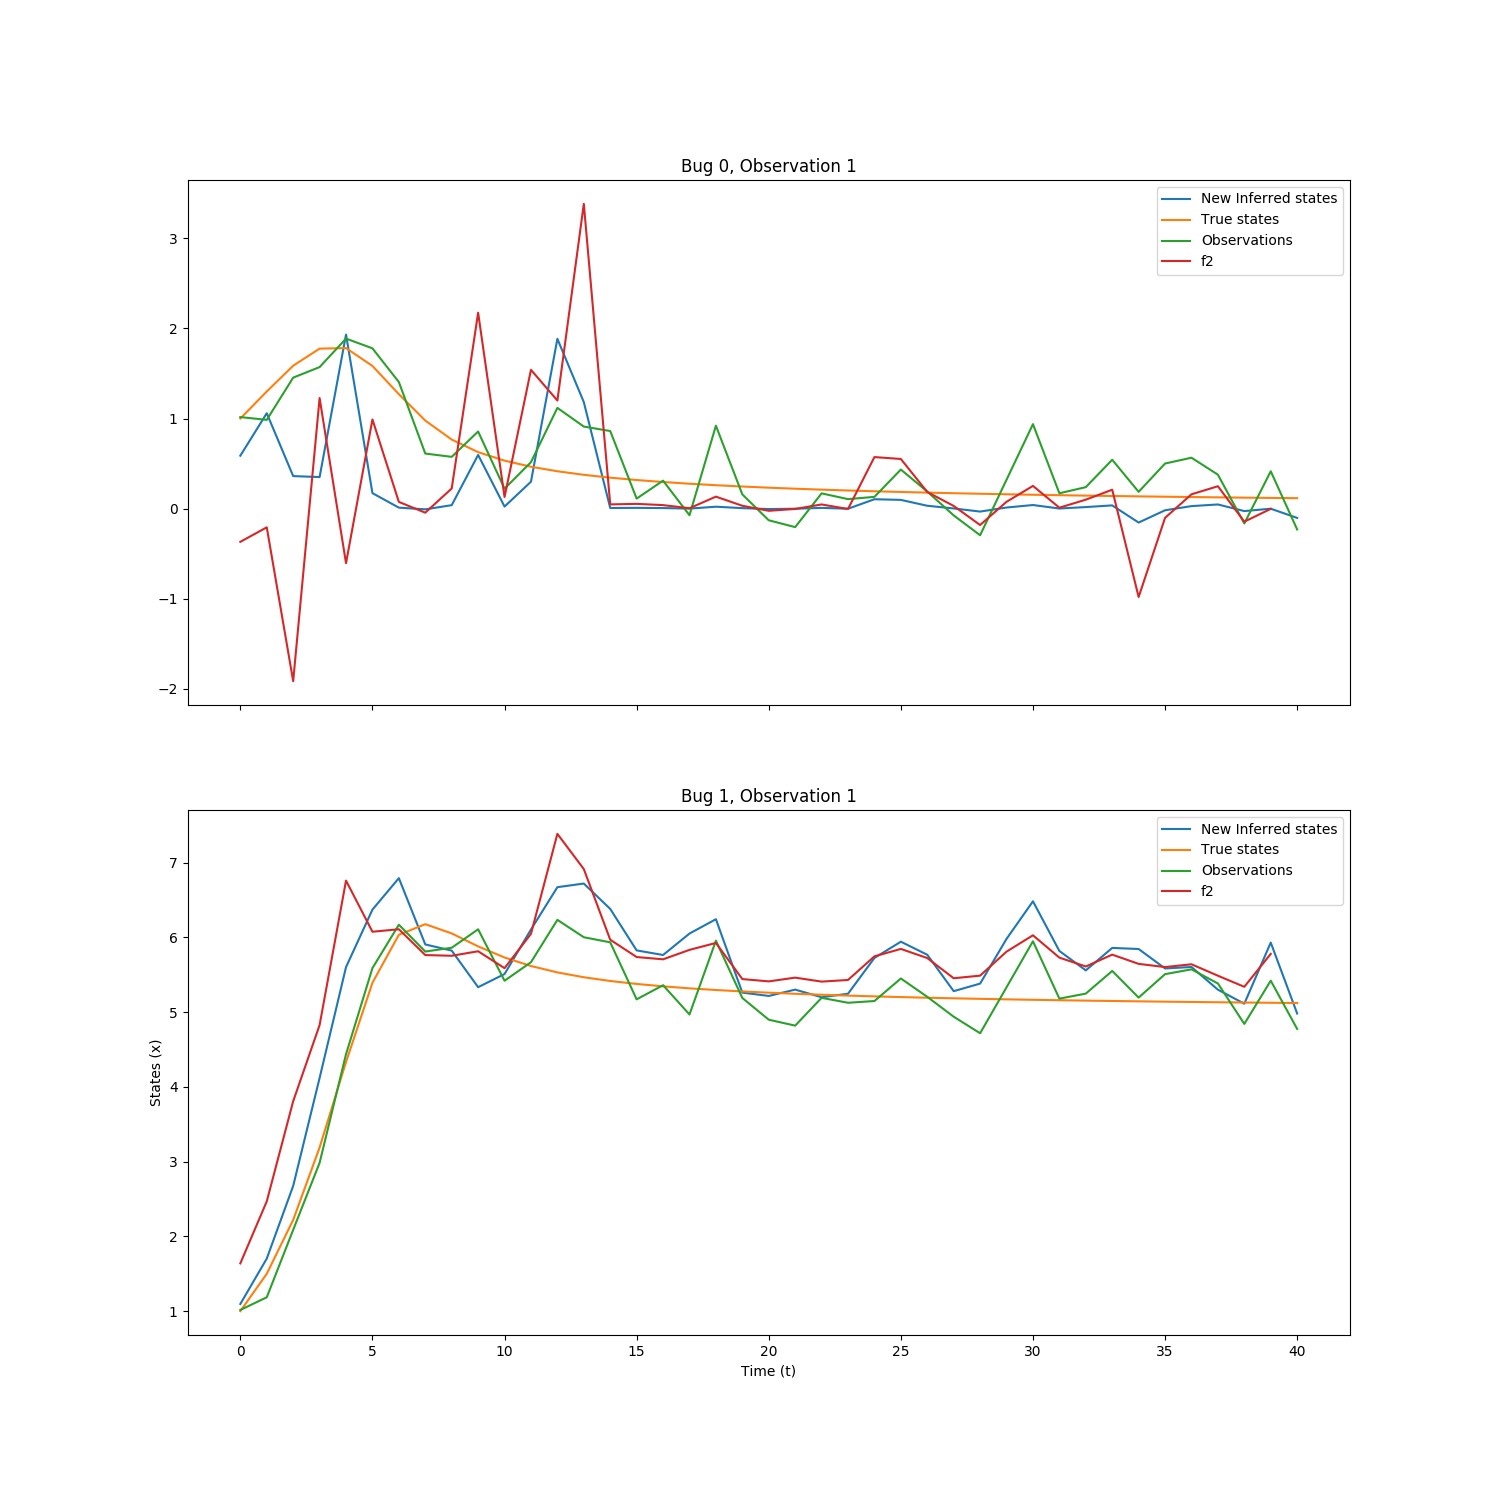 Bug 0, Observation 1
New Inferred states
True states
Observations
f2
3
2
1
0
−1
−2
Bug 1, Observation 1
New Inferred states
True states
Observations
f2
7
6
5
4
3
2
1
States (x)
0 5 10 15 20 25 30 35 40
Time (t)